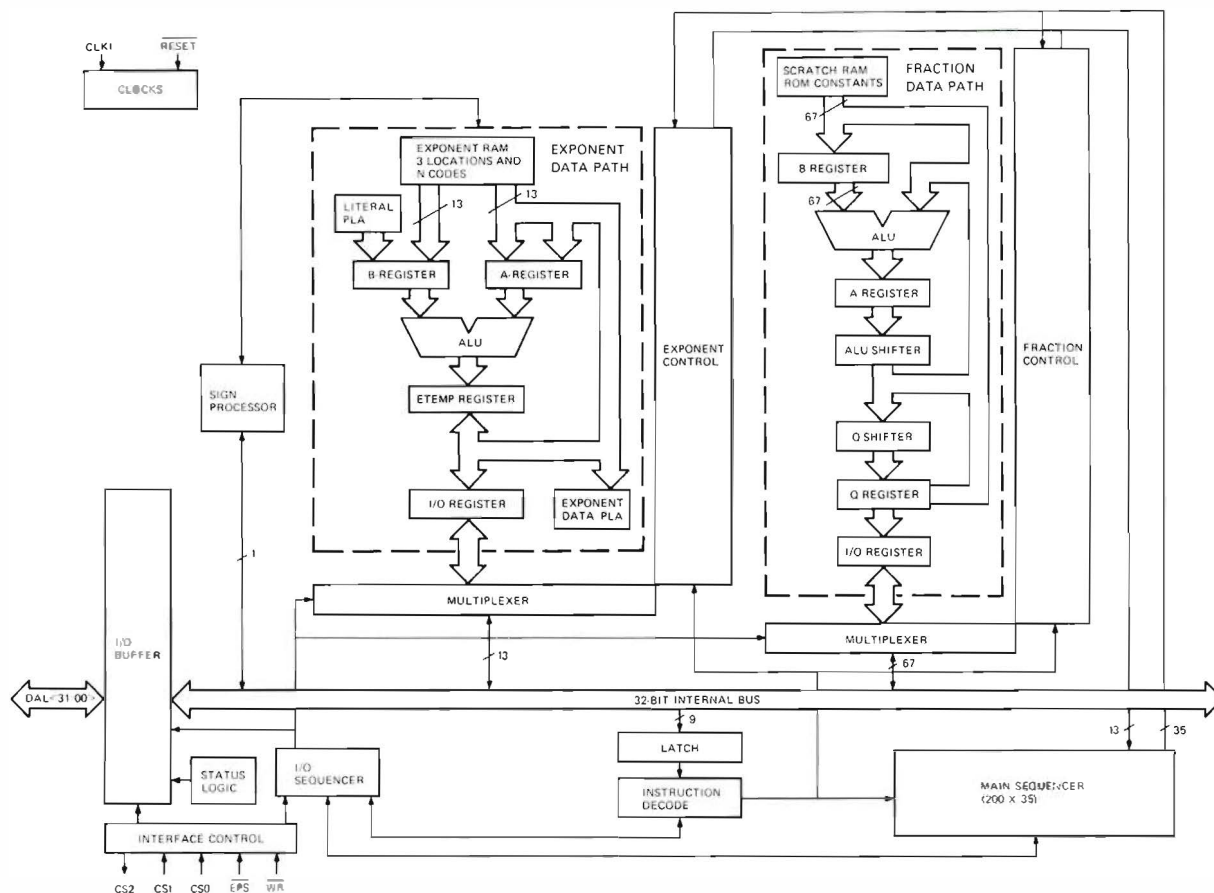 CLKI
RESET
CLOCKS
SCRATCH RAM
ROM CONSTANTS
FRACTION
DATA PATH
67
EXPONENT RAM
3 LOCATIONS AND
N CODES
EXPONENT
DATA PATH
B REGISTER
LITERAL
PLA
13
13
67
ALU
B REGISTER
A-REGISTER
A REGISTER
ALU
EXPONENT
CONTROL
ALU SHIFTER
FRACTION
CONTROL
SIGN
PROCESSOR
ETEMP REGISTER
Q SHIFTER
I/O REGISTER
EXPONENT
DATA PLA
Q REGISTER
I/O REGISTER
1
MULTIPLEXER
I/O
BUFFER
MULTIPLEXER
13
67
DAL<31:00>
32-BIT INTERNAL BUS
9
13
35
LATCH
I/O
SEQUENCER
STATUS
LOGIC
INSTRUCTION
DECODE
MAIN SEQUENCER
(200 X 35)
INTERFACE CONTROL
CS2 CS1 CS0 EPS WR